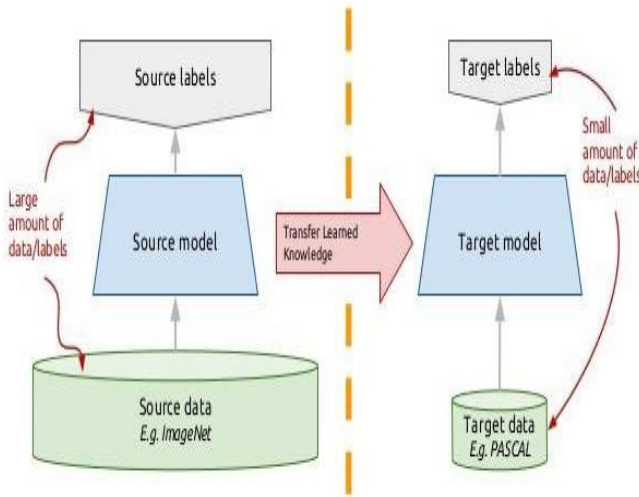 Source labels
Target labels
Large
amount of
data/labels
Small
amount of
data/labels
Source model
Transfer Learned
Knowledge
Target model
Source data
E.g. ImageNet
Target data
E.g. PASCAL